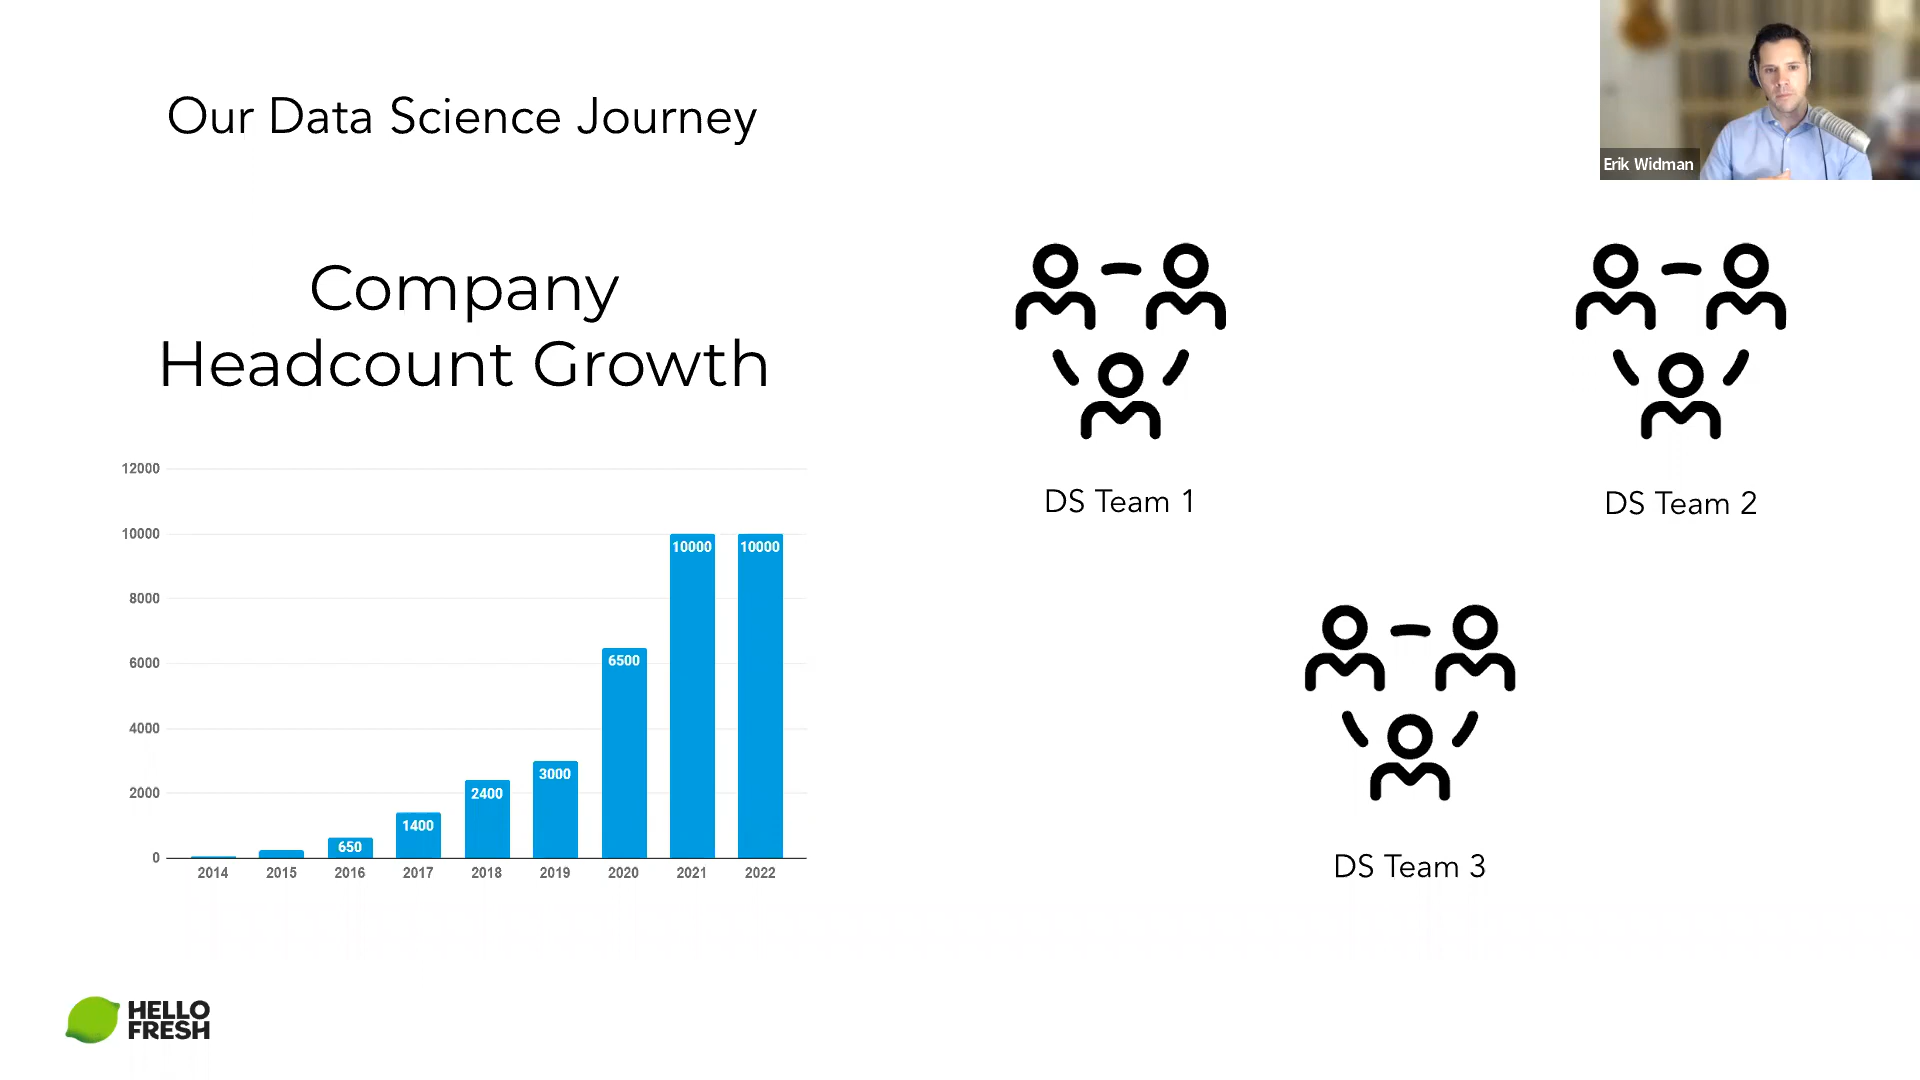 Our Data Science Journey
Erik Widman
Company
Headcount Growth
12000
10000
8000
6000
4000
2000
0
650
1400
2400
3000
6500
10000
10000
2014 2015 2016 2017 2018 2019 2020 2021 2022
DS Team 1
DS Team 2
DS Team 3
HELLO
FRESH